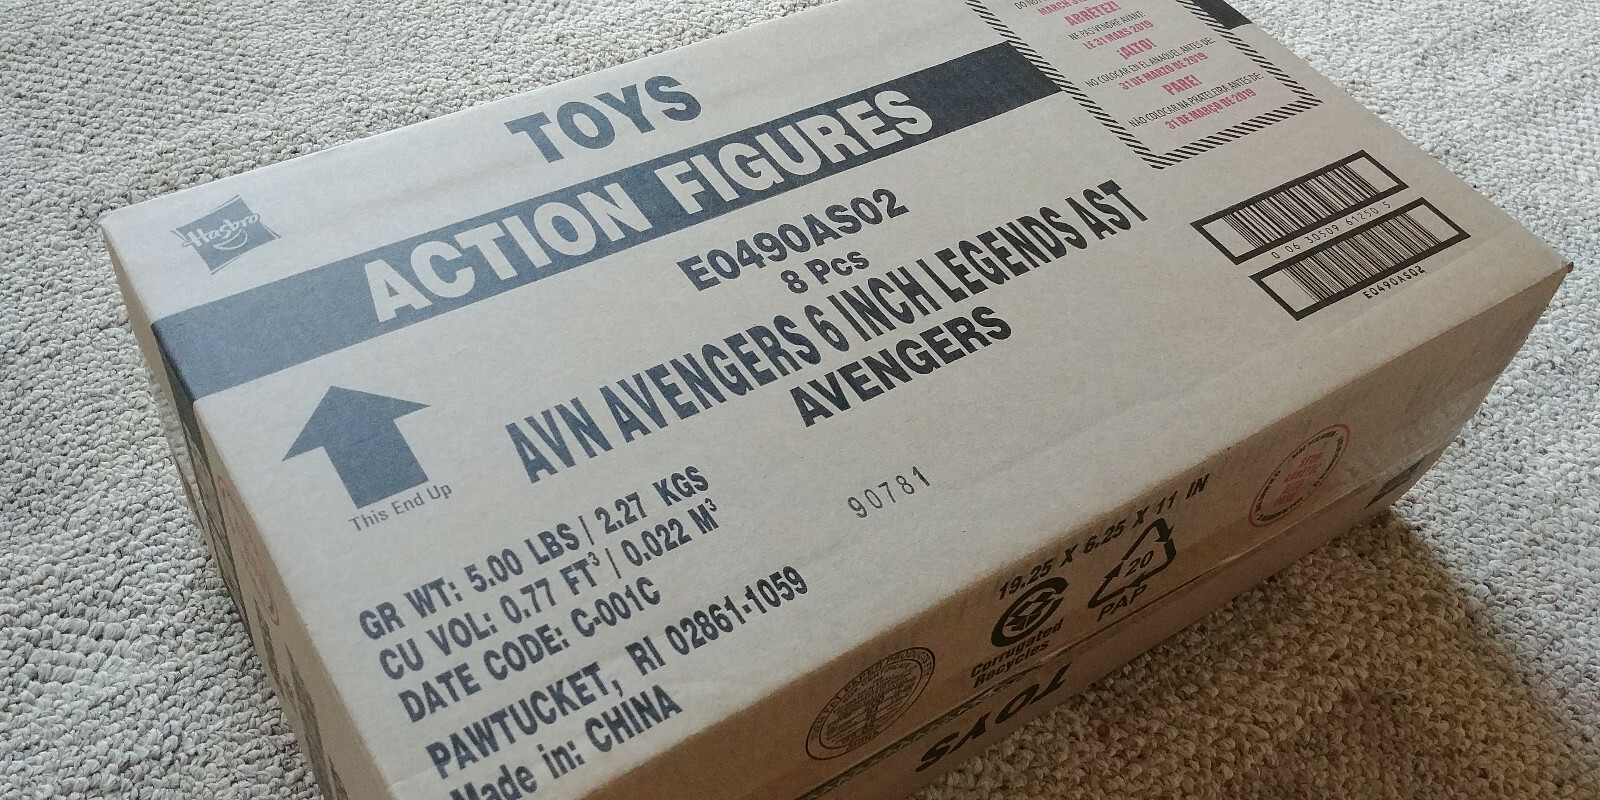 Hasbro
TOYS
ACTION FIGURES
E0490AS02
8 Pcs
AVN AVENGERS 6 INCH LEGENDS AST
AVENGERS
This End Up
GR WT: 5.00 LBS | 2.27 KGS
CU VOL: 0.77 FT³ | 0.022 M³
DATE CODE: C-001C
PAWTUCKET, RI 02861-1059
Made in: CHINA
90781
ARRÊTEZ!
NE PAS VENDRE AVANT:
LE 31 MARS 2019
¡ALTO!
NO COLOCAR EN EL ANAQUEL ANTES DE:
31 DE MARZO DE 2019
PARE!
NÃO COLOCAR NA PRATELEIRA ANTES DE:
31 DE MARÇO DE 2019
0 06 30509 61250 5
E0490AS02
19.25 X 6.25 X 11 IN
Corrugated
Recycles
20
PAP
TOYS